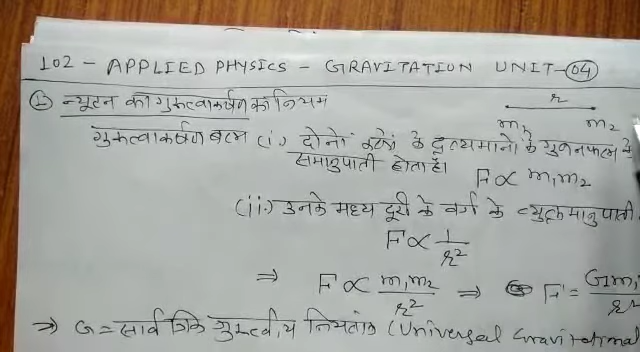 102 - APPLIED PHYSICS - GRAVITATION UNIT-04
① न्यूटन का गुरुत्वाकर्षण का नियम
r
m₁ m₂
गुरुत्वाकर्षण बल (i.) दोनों कणों के द्रव्यमानों के गुणनफल के
समानुपाती होता है।
F ∝ m₁m₂
(ii.) उनके मध्य दूरी के वर्ग के व्युत्क्रमानुपाती
F ∝ 1/r²
⇒ F ∝ m₁m₂/r² ⇒ F = Gm₁/r²
⇒ G = सार्वत्रिक गुरुत्वीय नियतांक (Universal Gravitational